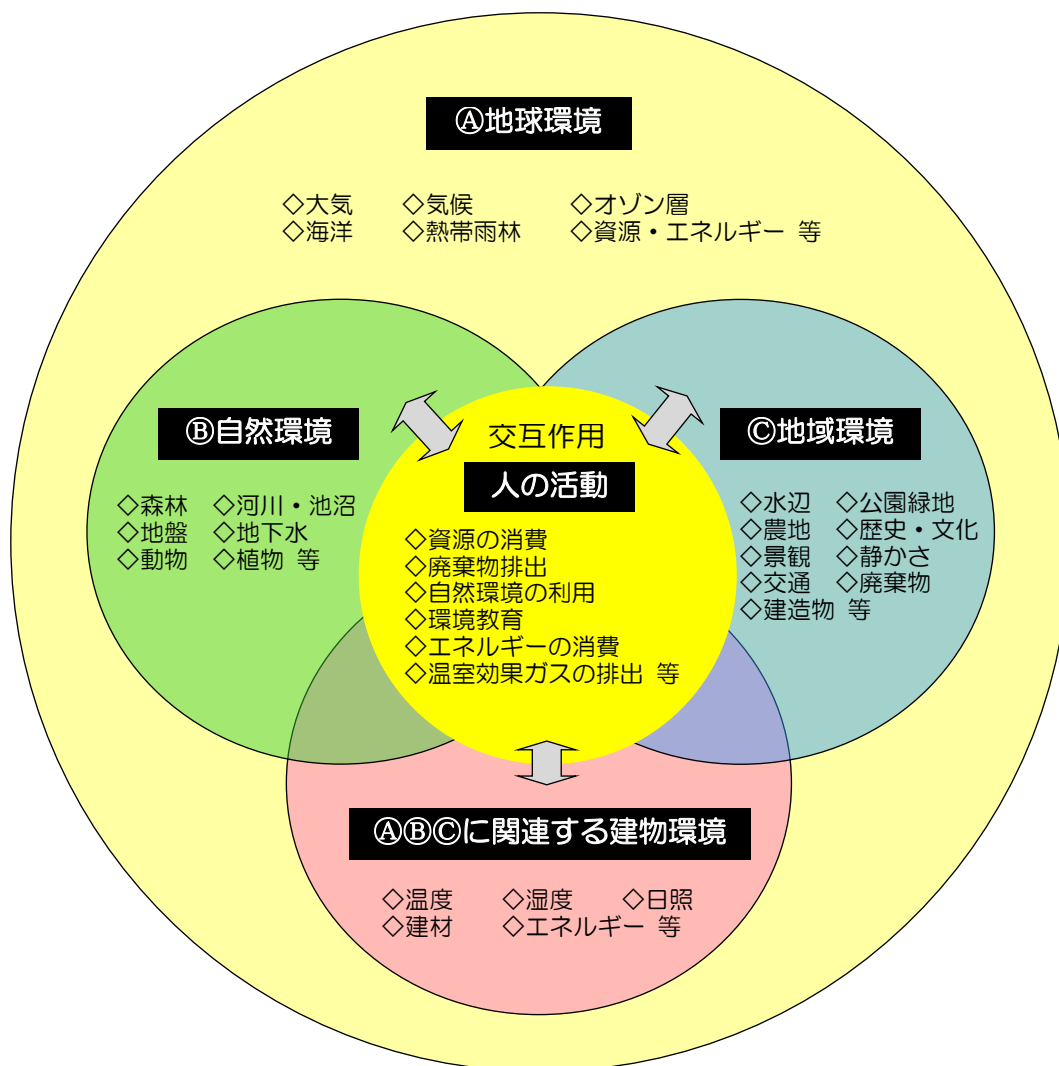 Ⓐ地球環境
◇大気 ◇気候 ◇オゾン層
◇海洋 ◇熱帯雨林 ◇資源・エネルギー 等
Ⓑ自然環境
◇森林 ◇河川・池沼
◇地盤 ◇地下水
◇動物 ◇植物 等
交互作用
人の活動
◇資源の消費
◇廃棄物排出
◇自然環境の利用
◇環境教育
◇エネルギーの消費
◇温室効果ガスの排出 等
Ⓒ地域環境
◇水辺 ◇公園緑地
◇農地 ◇歴史・文化
◇景観 ◇静かさ
◇交通 ◇廃棄物
◇建造物 等
ⒶⒷⒸに関連する建物環境
◇温度 ◇湿度 ◇日照
◇建材 ◇エネルギー 等